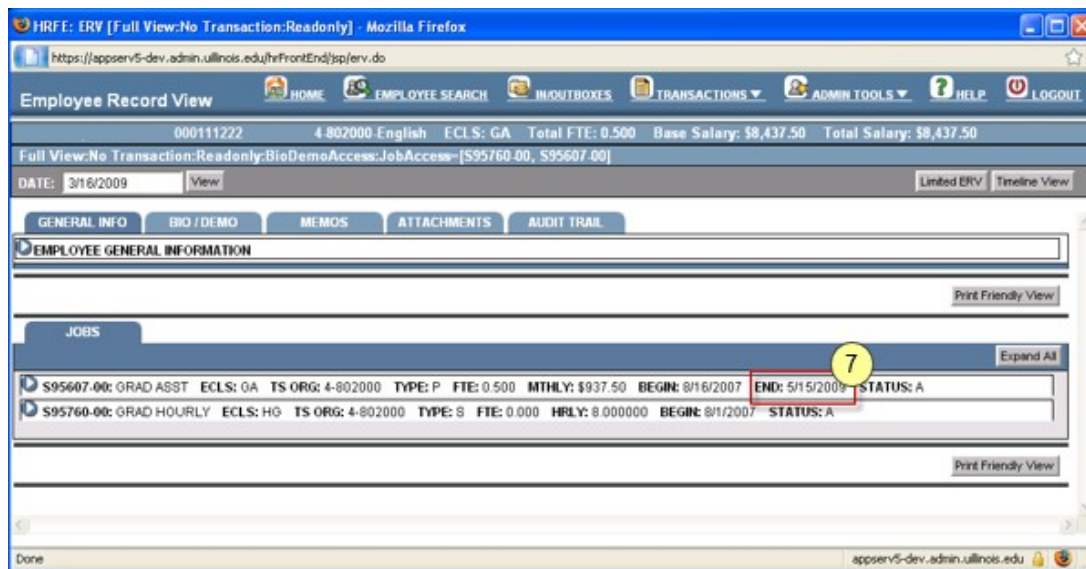 HRFE: ERV [Full View:No Transaction:Readonly] - Mozilla Firefox
https://appserv5-dev.admin.uillinois.edu/hrFrontEnd/jsp/erv.do
Employee Record View HOME EMPLOYEE SEARCH IN/OUTBOXES TRANSACTIONS ADMIN TOOLS HELP LOGOUT
000111222 4-802000-English ECLS: GA Total FTE: 0.500 Base Salary: $8,437.50 Total Salary: $8,437.50
Full View:No Transaction:Readonly:BioDemoAccess:JobAccess=[S95760-00, S95607-00]
DATE: 3/16/2009 View Limited ERV Timeline View
GENERAL INFO BIO / DEMO MEMOS ATTACHMENTS AUDIT TRAIL
EMPLOYEE GENERAL INFORMATION
Print Friendly View
JOBS
Expand All
7
S95607-00: GRAD ASST ECLS: GA TS ORG: 4-802000 TYPE: P FTE: 0.500 MTHLY: $937.50 BEGIN: 8/16/2007 END: 5/15/2009 STATUS: A
S95760-00: GRAD HOURLY ECLS: HG TS ORG: 4-802000 TYPE: S FTE: 0.000 HRLY: 8.000000 BEGIN: 8/1/2007 STATUS: A
Print Friendly View
Done appserv5-dev.admin.uillinois.edu